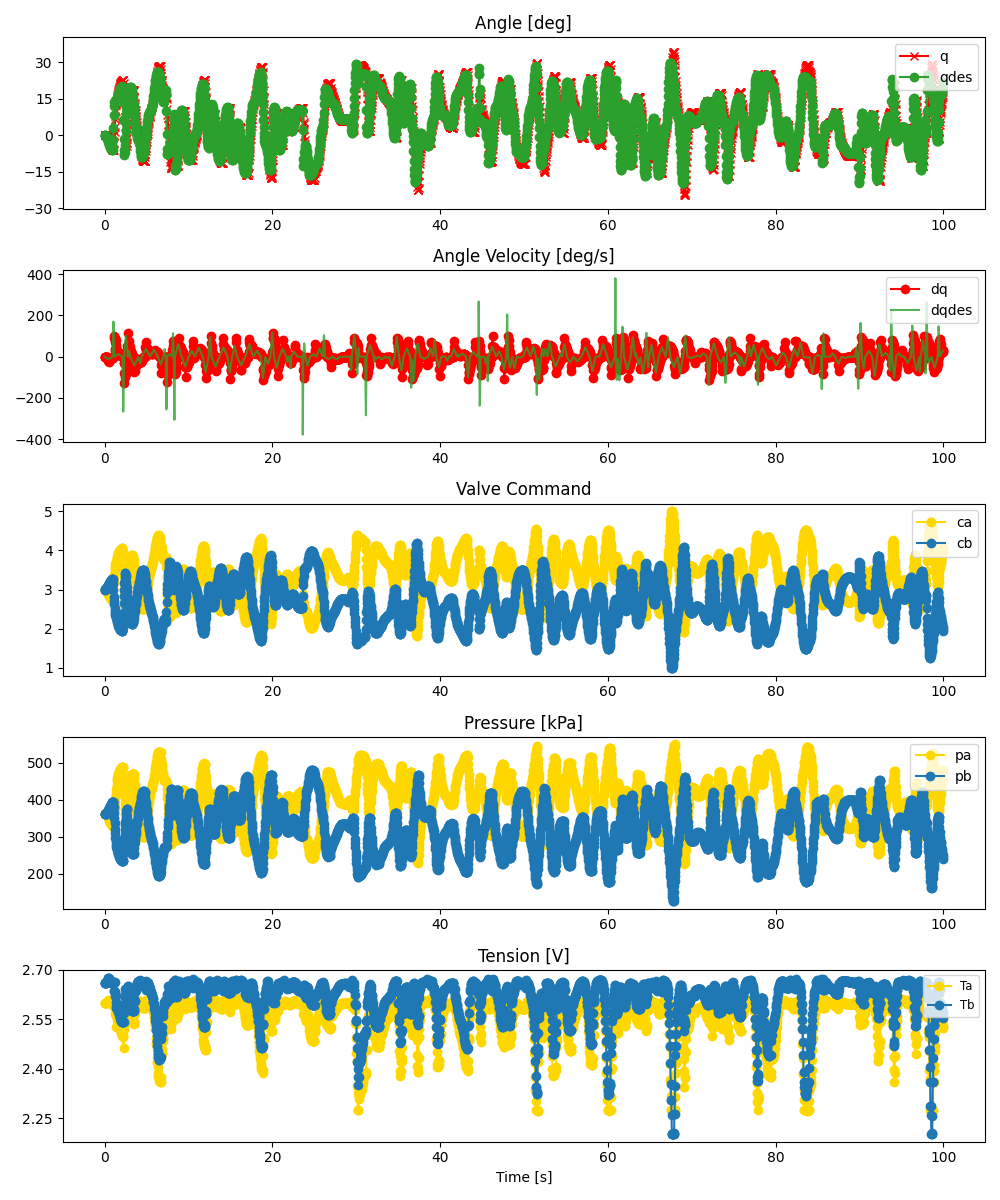 Angle [deg]
30
15
0
−15
−30
q
qdes
0 20 40 60 80 100
Angle Velocity [deg/s]
400
200
0
−200
−400
dq
dqdes
0 20 40 60 80 100
Valve Command
5
4
3
2
1
ca
cb
0 20 40 60 80 100
Pressure [kPa]
500
400
300
200
pa
pb
0 20 40 60 80 100
Tension [V]
2.70
2.55
2.40
2.25
Ta
Tb
0 20 40 60 80 100
Time [s]